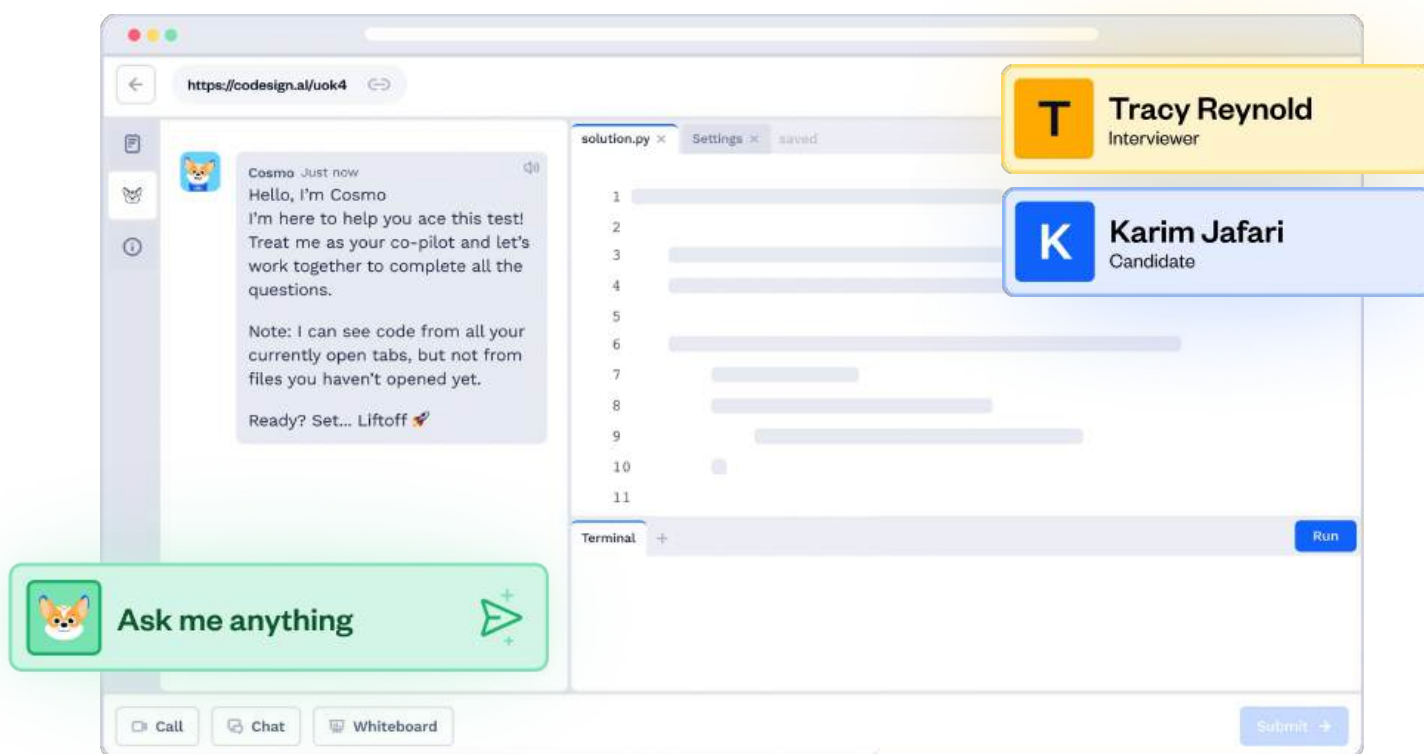 https://codesign.al/uok4
T
Tracy Reynold
Interviewer
K
Karim Jafari
Candidate
Cosmo Just now
Hello, I'm Cosmo
I'm here to help you ace this test!
Treat me as your co-pilot and let's
work together to complete all the
questions.
Note: I can see code from all your
currently open tabs, but not from
files you haven't opened yet.
Ready? Set... Liftoff 🚀
Ask me anything
solution.py ×
Settings ×
saved
1
2
3
4
5
6
7
8
9
10
11
Terminal +
Run
Call
Chat
Whiteboard
Submit →